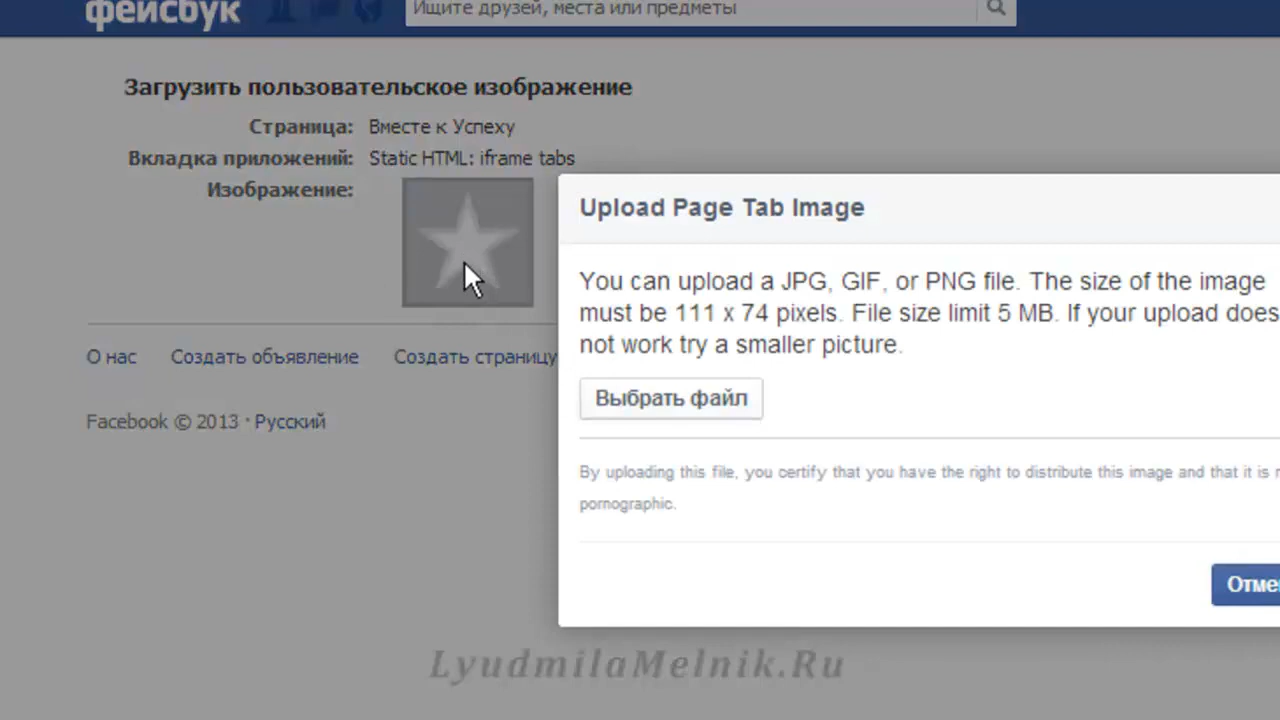 фейсбук
Ищите друзей, места или предметы
Загрузить пользовательское изображение
Страница: Вместе к Успеху
Вкладка приложений: Static HTML: iframe tabs
Изображение:
О нас Создать объявление Создать страницу
Facebook © 2013 · Русский
Upload Page Tab Image
You can upload a JPG, GIF, or PNG file. The size of the image
must be 111 x 74 pixels. File size limit 5 MB. If your upload does
not work try a smaller picture.
Выбрать файл
By uploading this file, you certify that you have the right to distribute this image and that it is
pornographic.
Отме
LyudmilaMelnik.Ru